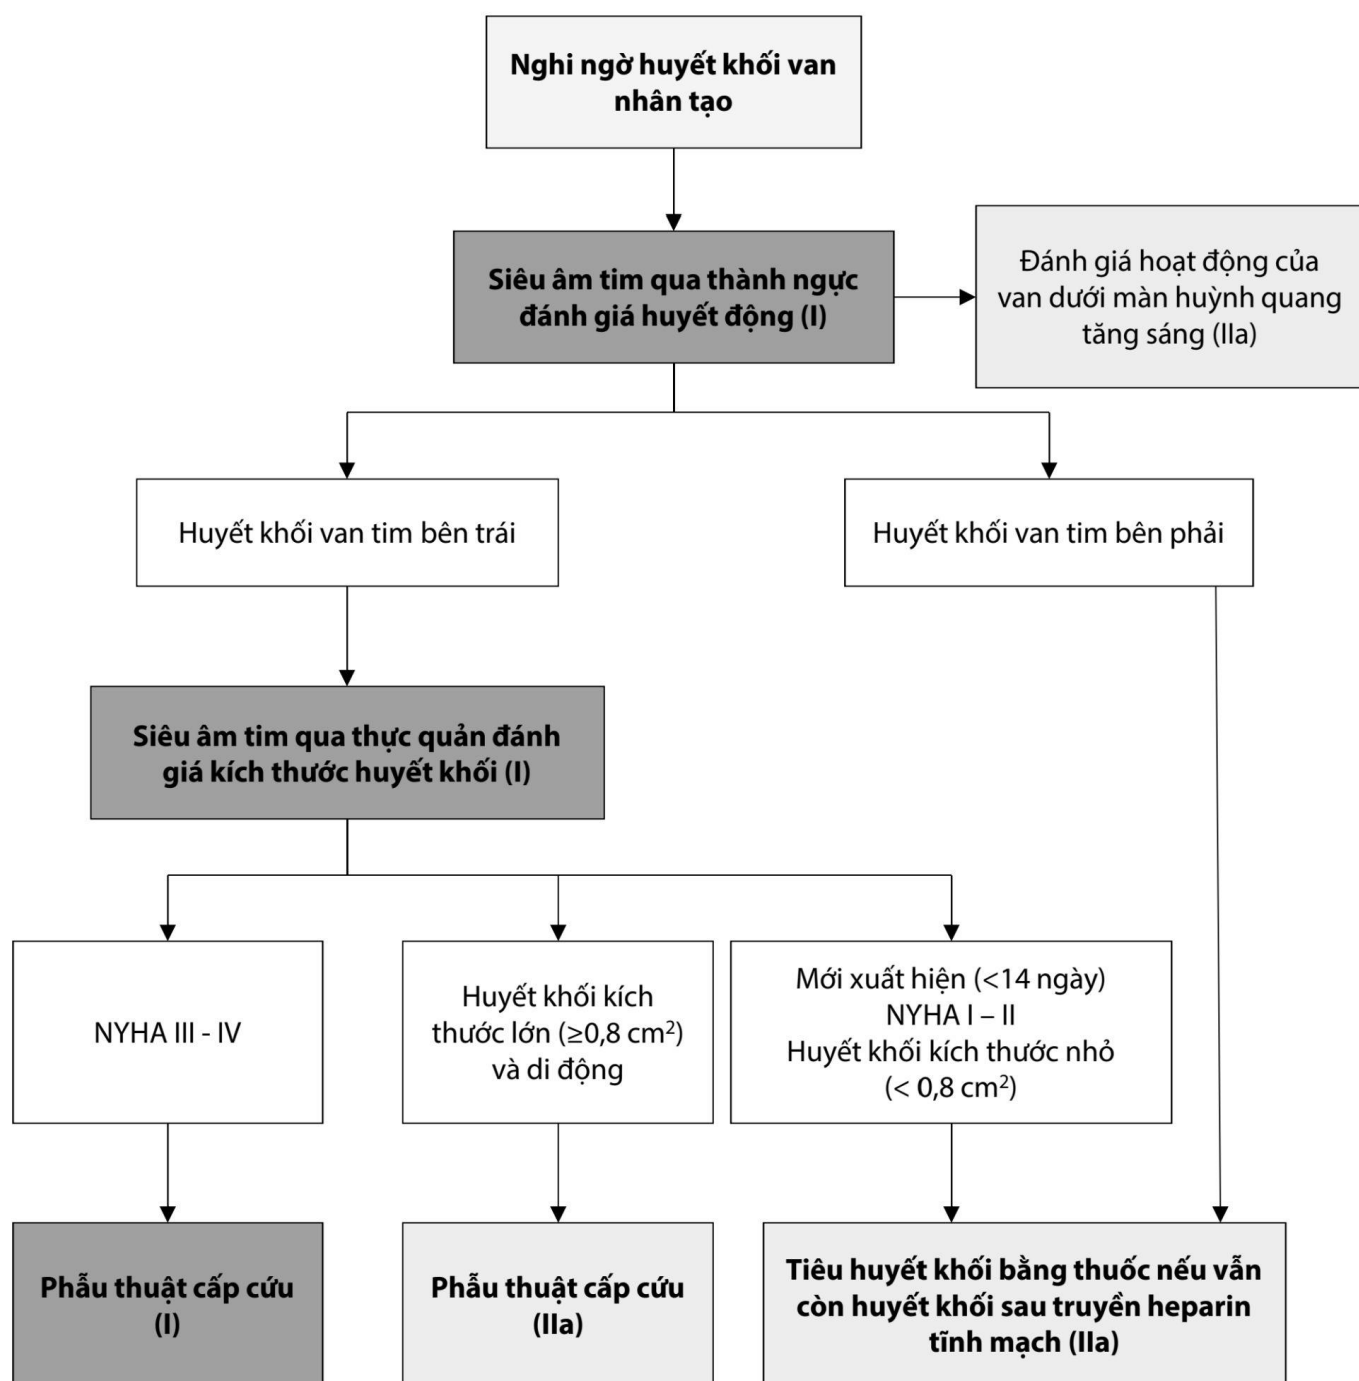 Nghi ngờ huyết khối van
nhân tạo
Siêu âm tim qua thành ngực
đánh giá huyết động (I)
Đánh giá hoạt động của
van dưới màn huỳnh quang
tăng sáng (IIa)
Huyết khối van tim bên trái
Huyết khối van tim bên phải
Siêu âm tim qua thực quản đánh
giá kích thước huyết khối (I)
NYHA III - IV
Huyết khối kích
thước lớn (≥0,8 cm²)
và di động
Mới xuất hiện (<14 ngày)
NYHA I – II
Huyết khối kích thước nhỏ
(< 0,8 cm²)
Phẫu thuật cấp cứu
(I)
Phẫu thuật cấp cứu
(IIa)
Tiêu huyết khối bằng thuốc nếu vẫn
còn huyết khối sau truyền heparin
tĩnh mạch (IIa)